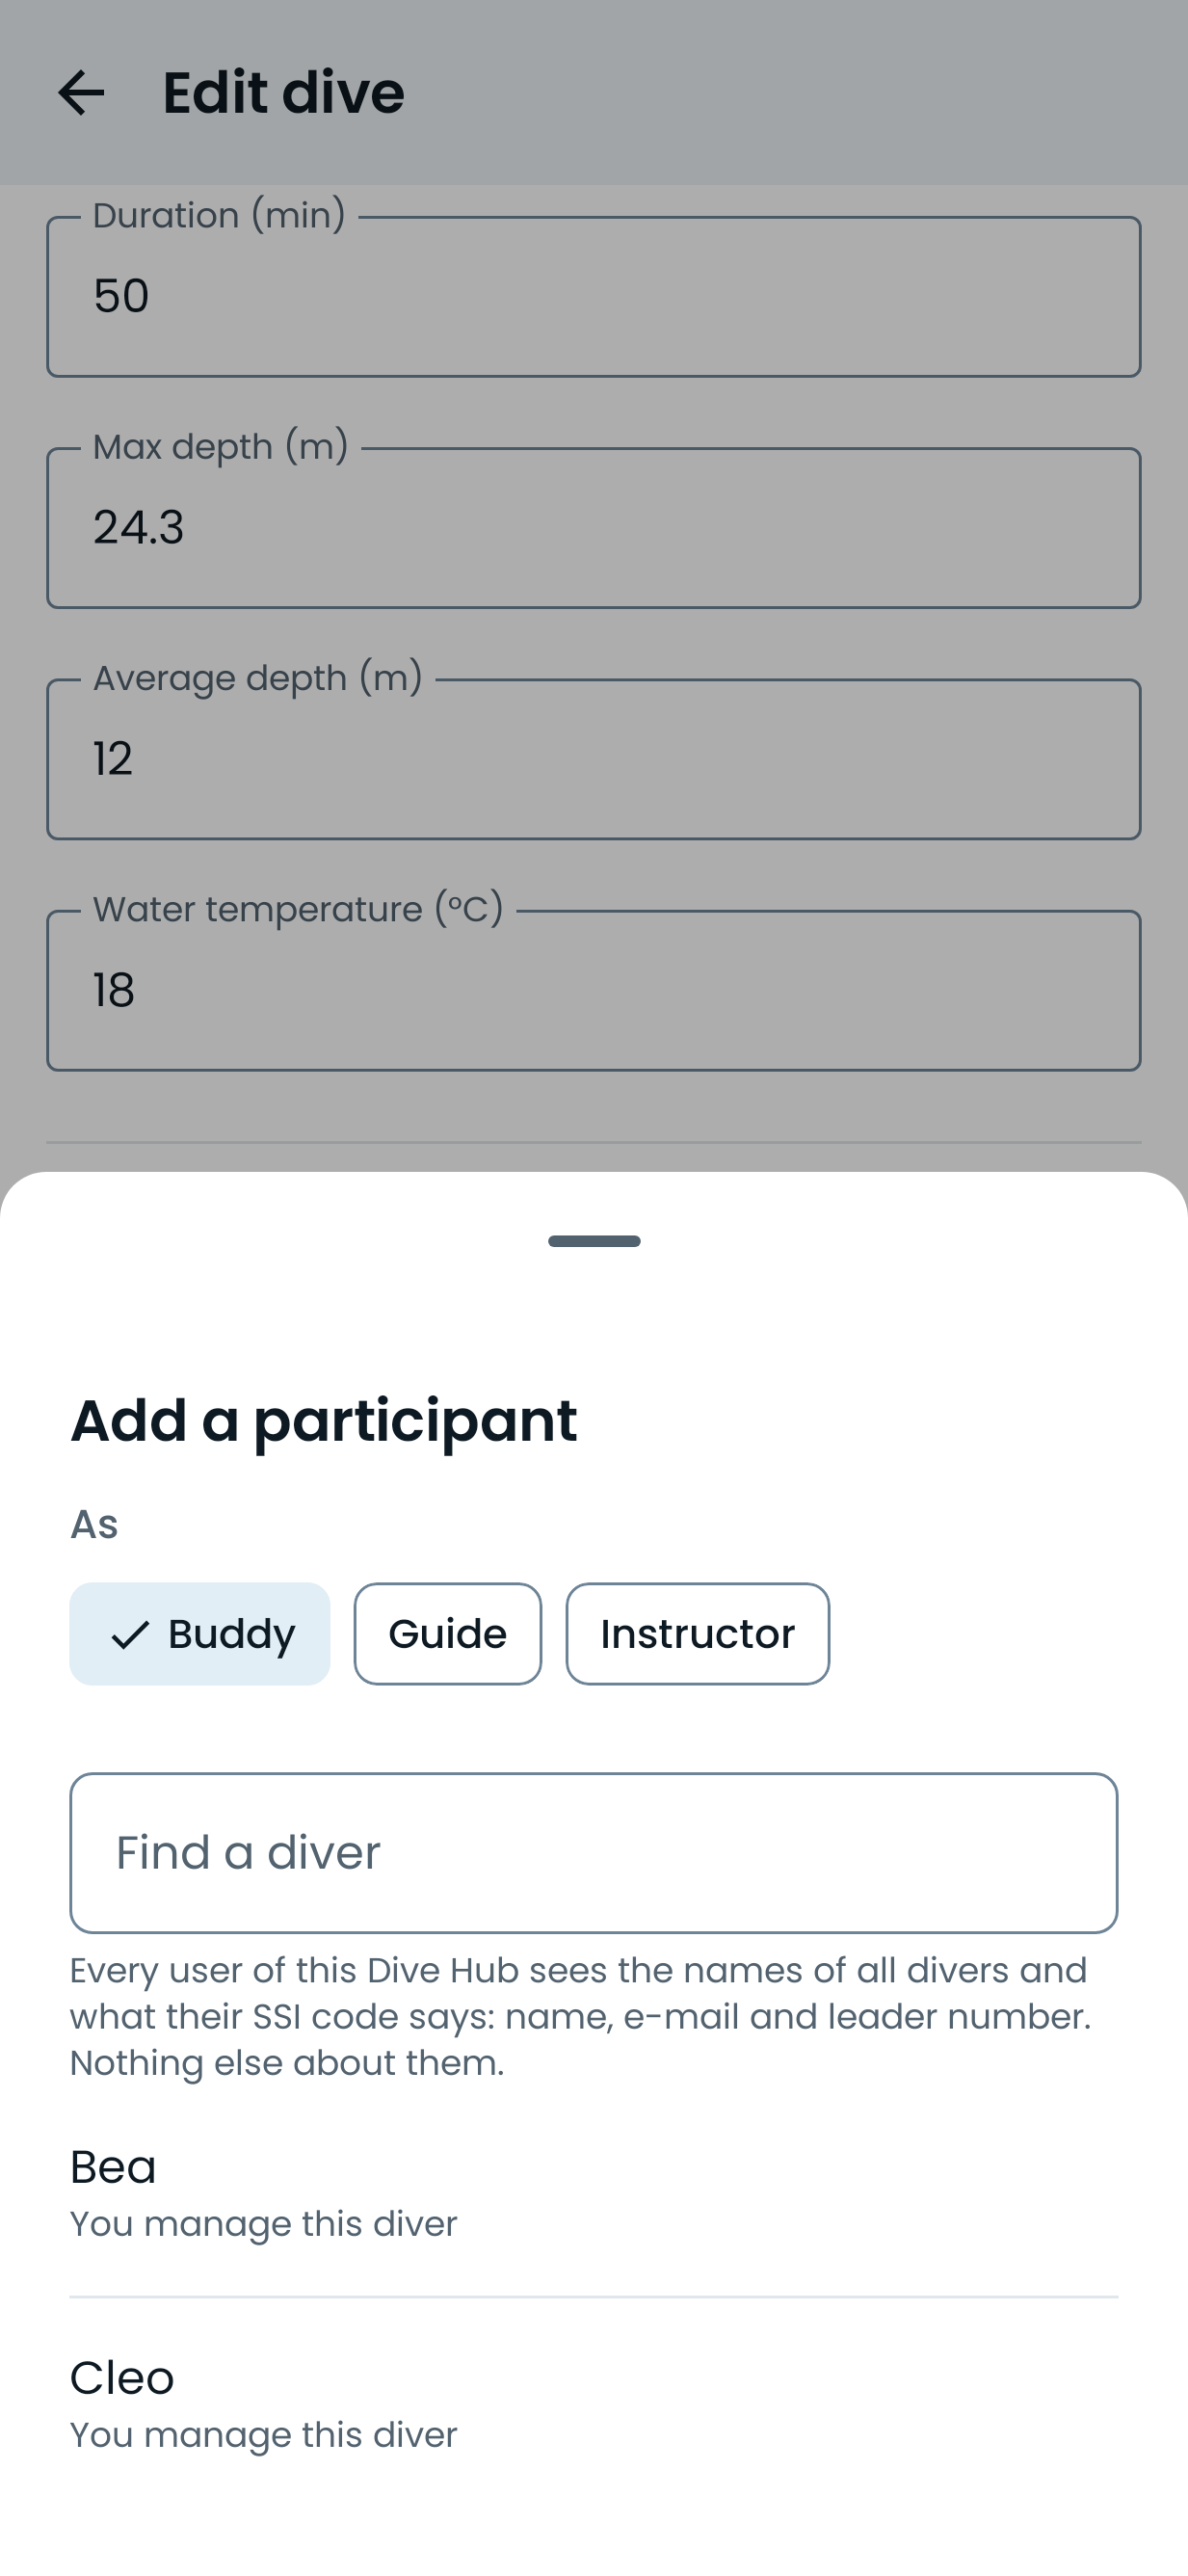 Edit dive
Duration (min)
50
Max depth (m)
24.3
Average depth (m)
12
Water temperature (°C)
18
Add a participant
As
Buddy
Guide
Instructor
Find a diver
Every user of this Dive Hub sees the names of all divers and
what their SSI code says: name, e-mail and leader number.
Nothing else about them.
Bea
You manage this diver
Cleo
You manage this diver